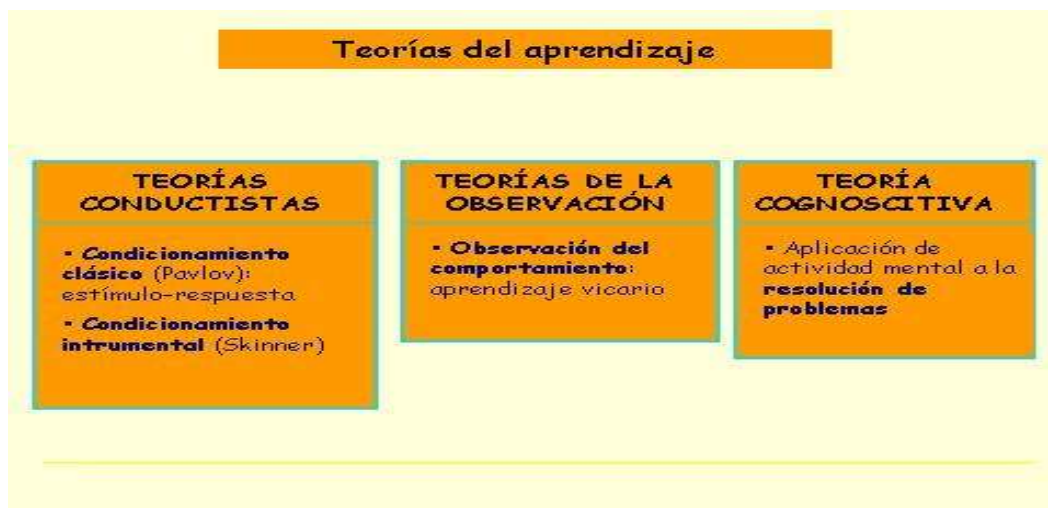 Teorías del aprendizaje
TEORÍAS
CONDUCTISTAS
▪ Condicionamiento
clásico (Pavlov):
estímulo-respuesta
▪ Condicionamiento
intrumental (Skinner)
TEORÍAS DE LA
OBSERVACIÓN
▪ Observación del
comportamiento:
aprendizaje vicario
TEORÍA
COGNOSCITIVA
▪ Aplicación de
actividad mental a la
resolución de
problemas